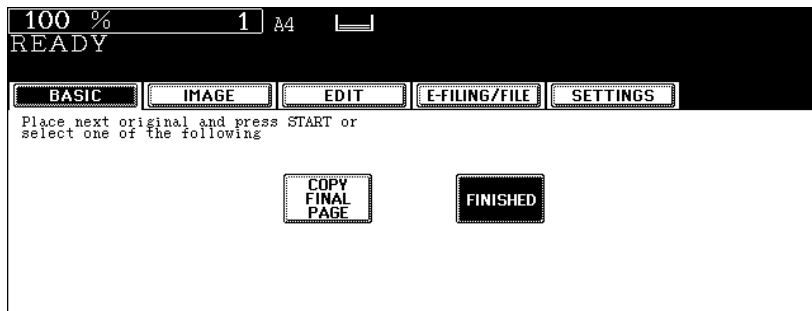 100 % 1 A4
READY
BASIC IMAGE EDIT E-FILING/FILE SETTINGS
Place next original and press START or
select one of the following
COPY
FINAL
PAGE
FINISHED